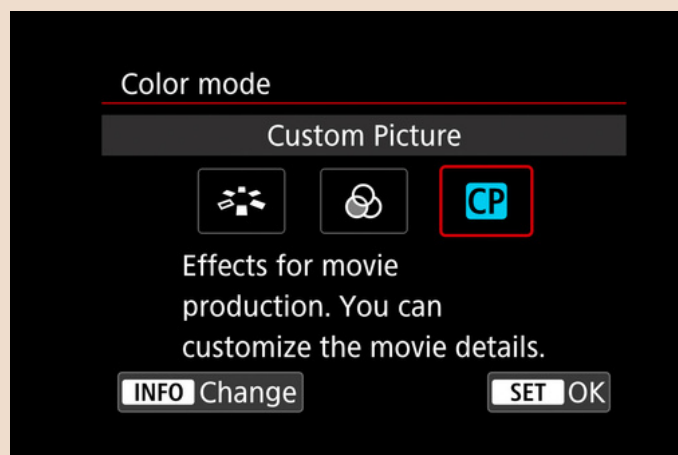 Color mode
Custom Picture
CP
Effects for movie
production. You can
customize the movie details.
INFO Change
SET OK